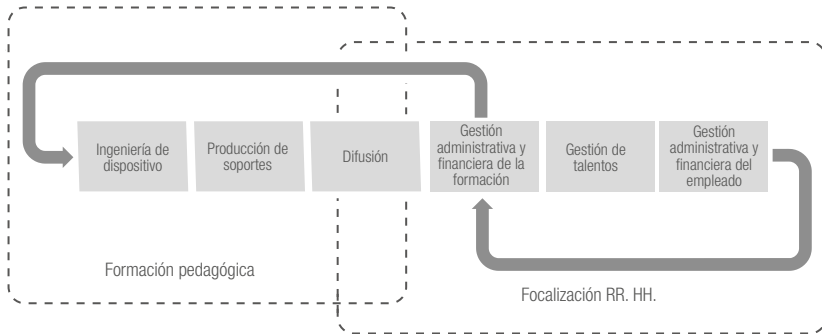 Ingeniería de
dispositivo
Producción de
soportes
Difusión
Gestión
administrativa y
financiera de la
formación
Gestión de
talentos
Gestión
administrativa y
financiera del
empleado
Formación pedagógica
Focalización RR. HH.